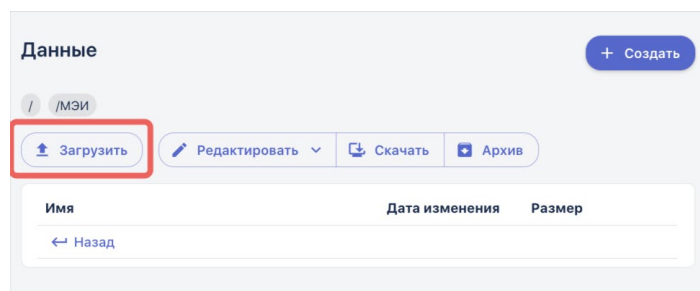 Данные
+ Создать
/ /МЭИ
Загрузить Редактировать Скачать Архив
Имя Дата изменения Размер
Назад